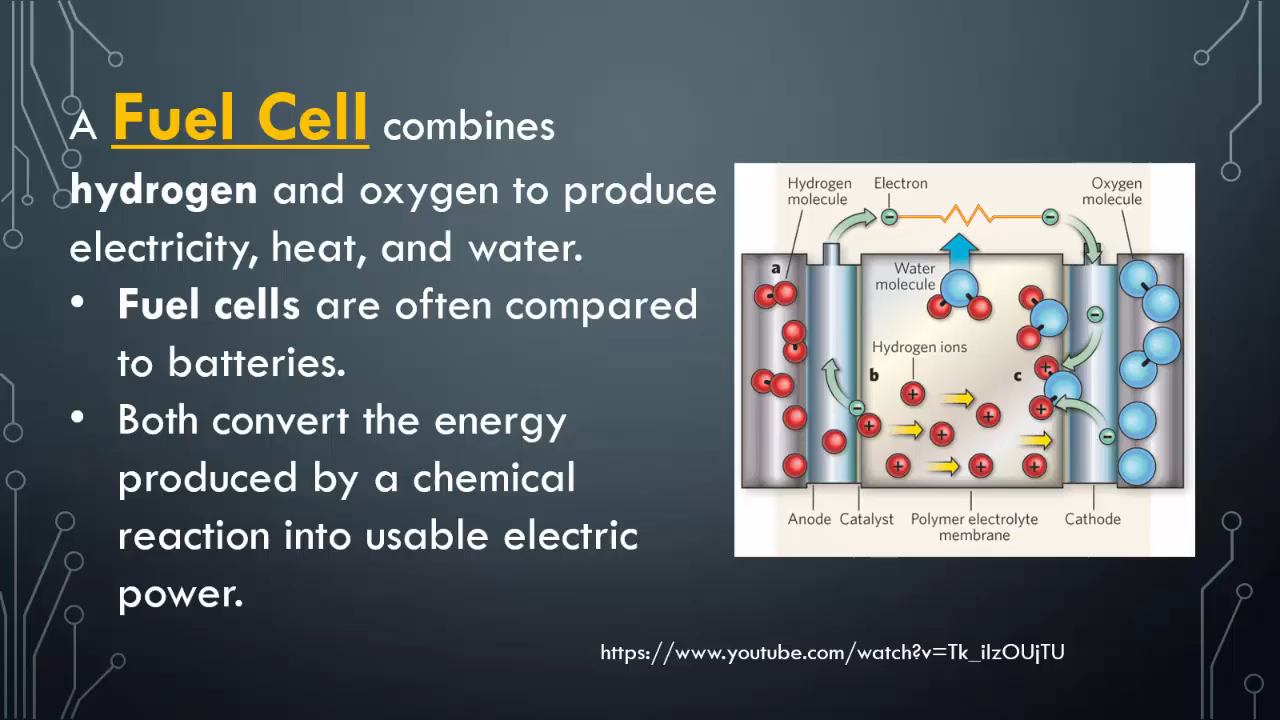 A Fuel Cell combines
hydrogen and oxygen to produce
electricity, heat, and water.
• Fuel cells are often compared
to batteries.
• Both convert the energy
produced by a chemical
reaction into usable electric
power.
Hydrogen
molecule
Electron
Oxygen
molecule
a
Water
molecule
Hydrogen ions
b
c
Anode
Catalyst
Polymer electrolyte
membrane
Cathode
https://www.youtube.com/watch?v=Tk_iIzOUjTU